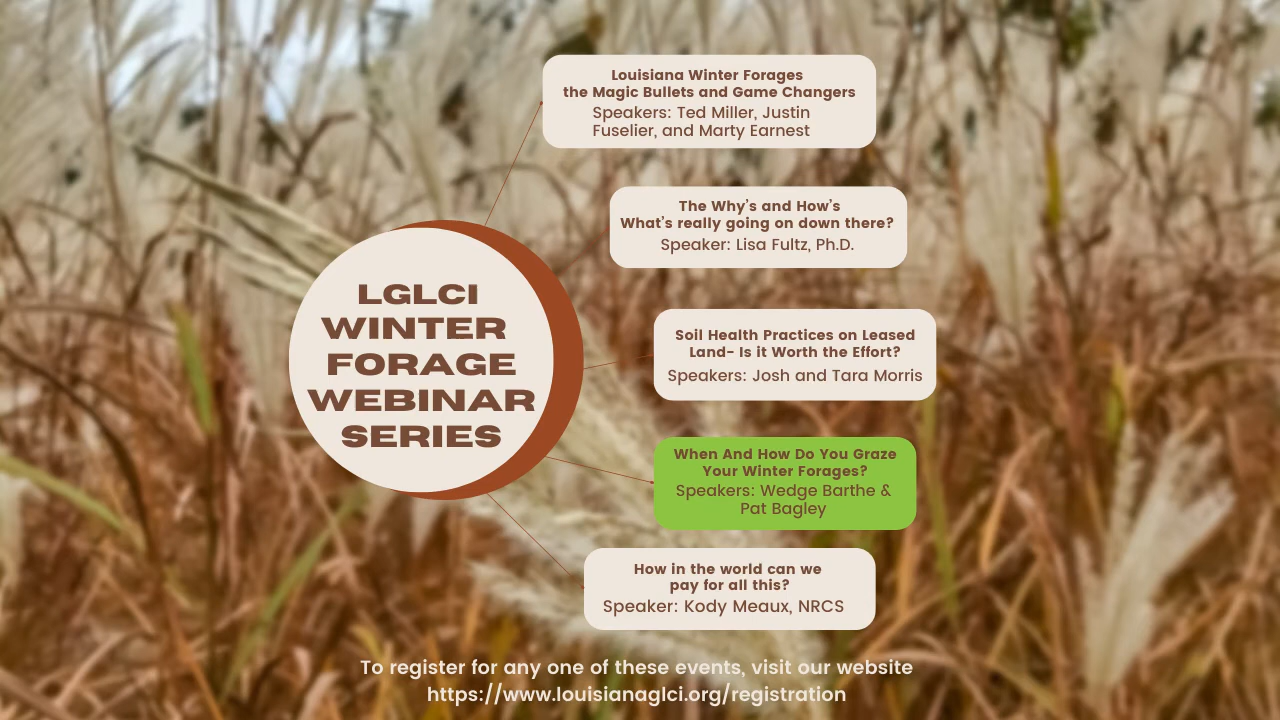 LGLCI
WINTER
FORAGE
WEBINAR
SERIES
Louisiana Winter Forages
the Magic Bullets and Game Changers
Speakers: Ted Miller, Justin
Fuselier, and Marty Earnest
The Why's and How's
What's really going on down there?
Speaker: Lisa Fultz, Ph.D.
Soil Health Practices on Leased
Land- Is it Worth the Effort?
Speakers: Josh and Tara Morris
When And How Do You Graze
Your Winter Forages?
Speakers: Wedge Barthe &
Pat Bagley
How in the world can we
pay for all this?
Speaker: Kody Meaux, NRCS
To register for any one of these events, visit our website
https://www.louisianaglci.org/registration